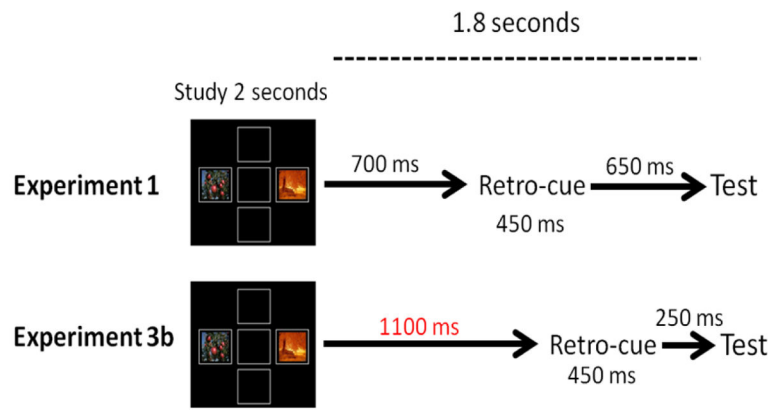 1.8 seconds
Study 2 seconds
Experiment 1
700 ms
Retro-cue
450 ms
650 ms
Test
Experiment 3b
1100 ms
Retro-cue
450 ms
250 ms
Test